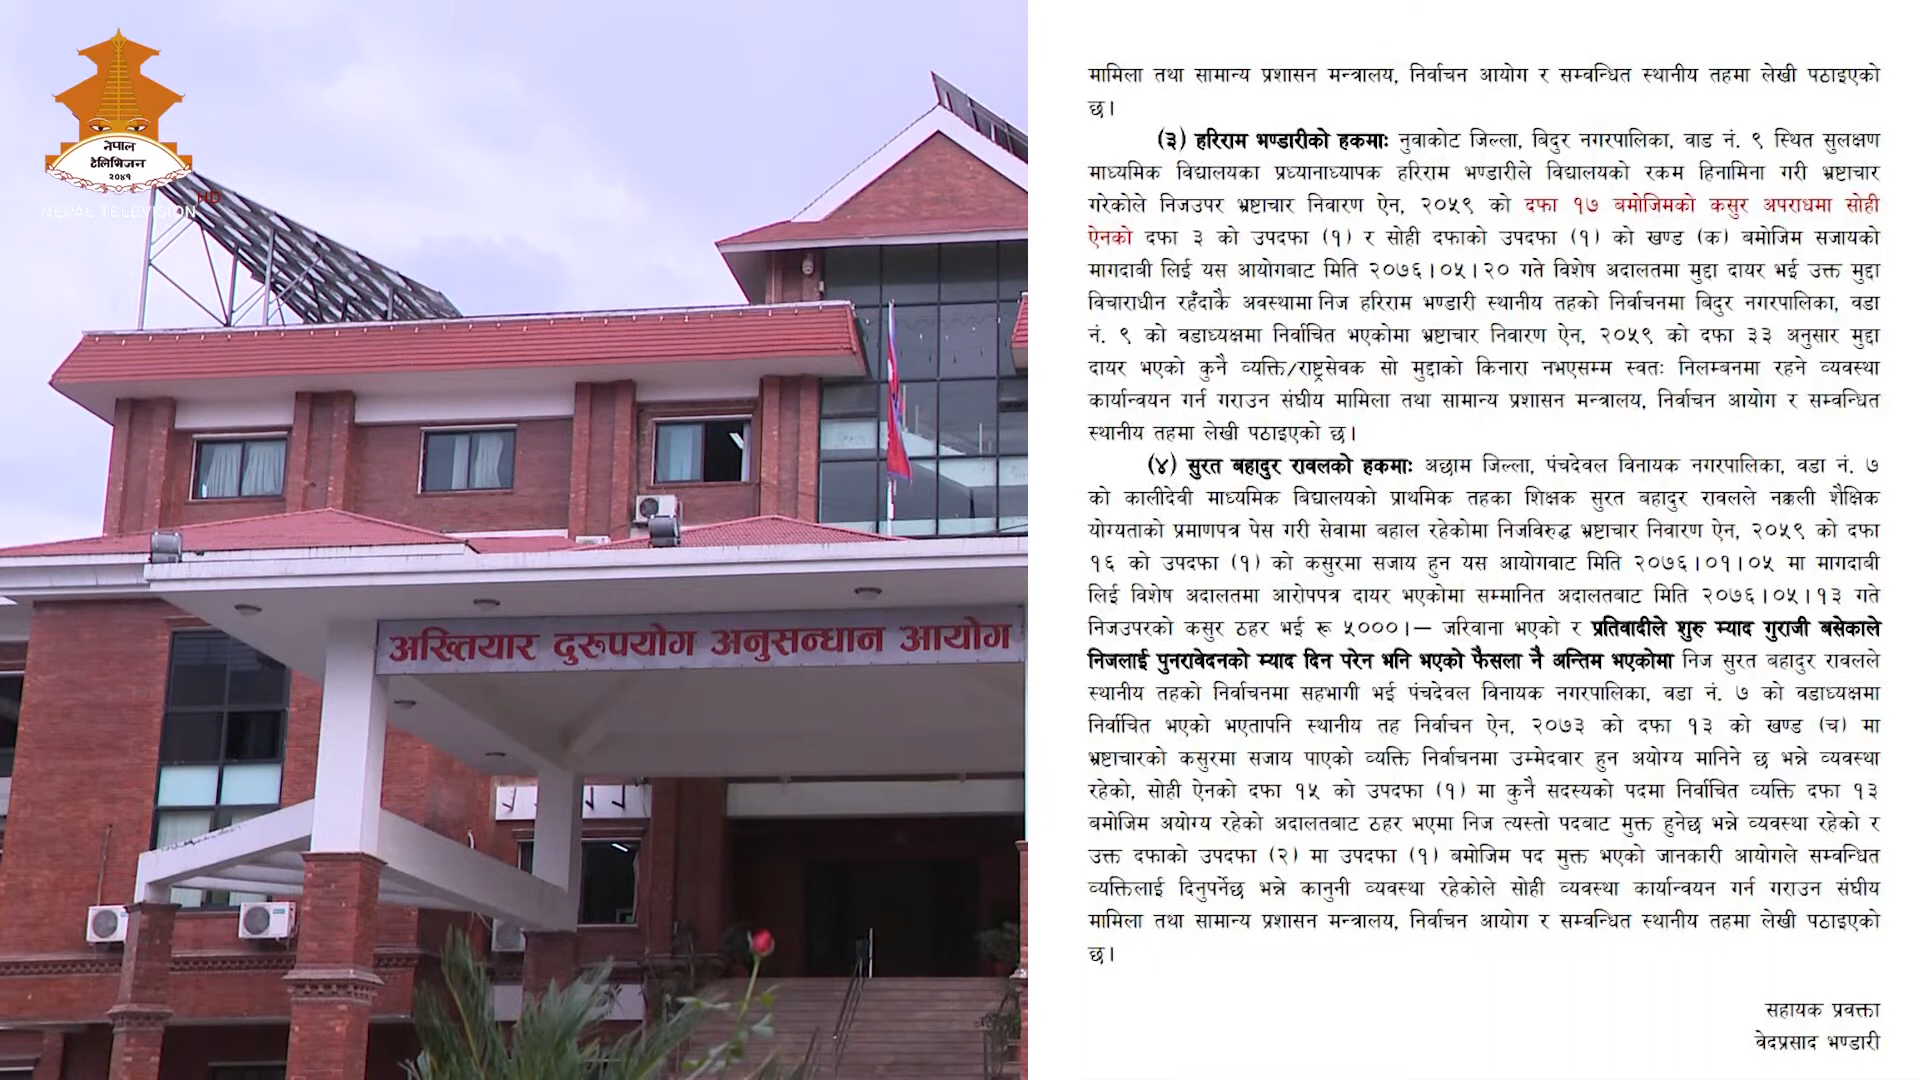 नेपाल
टेलिभिजन
२०४१
HD
NEPAL TELEVISION
अख्तियार दुरुपयोग अनुसन्धान आयोग
मामिला तथा सामान्य प्रशासन मन्त्रालय, निर्वाचन आयोग र सम्वन्धित स्थानीय तहमा लेखी पठाइएको
छ।
(३) हरिराम भण्डारीको हकमाः नुवाकोट जिल्ला, बिदुर नगरपालिका, वाड नं. ९ स्थित सुलक्षण
माध्यमिक विद्यालयका प्रध्यानाध्यापक हरिराम भण्डारीले विद्यालयको रकम हिनामिना गरी भ्रष्टाचार
गरेकोले निजउपर भ्रष्टाचार निवारण ऐन, २०५९ को दफा १७ बमोजिमको कसुर अपराधमा सोही
ऐनको दफा ३ को उपदफा (१) र सोही दफाको उपदफा (१) को खण्ड (क) बमोजिम सजायको
मागदाबी लिई यस आयोगबाट मिति २०७६।०५।२० गते विशेष अदालतमा मुद्दा दायर भई उक्त मुद्दा
विचाराधीन रहँदाकै अवस्थामा निज हरिराम भण्डारी स्थानीय तहको निर्वाचनमा बिदुर नगरपालिका, वडा
नं. ९ को वडाध्यक्षमा निर्वाचित भएकोमा भ्रष्टाचार निवारण ऐन, २०५९ को दफा ३३ अनुसार मुद्दा
दायर भएको कुनै व्यक्ति/राष्ट्रसेवक सो मुद्दाको किनारा नभएसम्म स्वतः निलम्बनमा रहने व्यवस्था
कार्यान्वयन गर्न गराउन संघीय मामिला तथा सामान्य प्रशासन मन्त्रालय, निर्वाचन आयोग र सम्वन्धित
स्थानीय तहमा लेखी पठाइएको छ।
(४) सुरत बहादुर रावलको हकमाः अछाम जिल्ला, पंचदेवल विनायक नगरपालिका, वडा नं. ७
को कालीदेवी माध्यमिक बिद्यालयको प्राथमिक तहका शिक्षक सुरत बहादुर रावलले नक्कली शैक्षिक
योग्यताको प्रमाणपत्र पेस गरी सेवामा बहाल रहेकोमा निजविरुद्ध भ्रष्टाचार निवारण ऐन, २०५९ को दफा
१६ को उपदफा (१) को कसुरमा सजाय हुन यस आयोगवाट मिति २०७६।०१।०५ मा मागदाबी
लिई विशेष अदालतमा आरोपपत्र दायर भएकोमा सम्मानित अदालतबाट मिति २०७६।०५।१३ गते
निजउपरको कसुर ठहर भई रू ५०००।– जरिवाना भएको र प्रतिवादीले शुरु म्याद गुराजी बसेकाले
निजलाई पुनरावेदनको म्याद दिन परेन भनि भएको फैसला नै अन्तिम भएकोमा निज सुरत बहादुर रावलले
स्थानीय तहको निर्वाचनमा सहभागी भई पंचदेवल विनायक नगरपालिका, वडा नं. ७ को वडाध्यक्षमा
निर्वाचित भएको भएतापनि स्थानीय तह निर्वाचन ऐन, २०७३ को दफा १३ को खण्ड (च) मा
भ्रष्टाचारको कसुरमा सजाय पाएको व्यक्ति निर्वाचनमा उम्मेदवार हुन अयोग्य मानिने छ भन्ने व्यवस्था
रहेको, सोही ऐनको दफा १५ को उपदफा (१) मा कुनै सदस्यको पदमा निर्वाचित व्यक्ति दफा १३
बमोजिम अयोग्य रहेको अदालतबाट ठहर भएमा निज त्यस्तो पदबाट मुक्त हुनेछ भन्ने व्यवस्था रहेको र
उक्त दफाको उपदफा (२) मा उपदफा (१) बमोजिम पद मुक्त भएको जानकारी आयोगले सम्वन्धित
व्यक्तिलाई दिनुपर्नेछ भन्ने कानुनी व्यवस्था रहेकोले सोही व्यवस्था कार्यान्वयन गर्न गराउन संघीय
मामिला तथा सामान्य प्रशासन मन्त्रालय, निर्वाचन आयोग र सम्वन्धित स्थानीय तहमा लेखी पठाइएको
छ।
सहायक प्रवक्ता
वेदप्रसाद भण्डारी